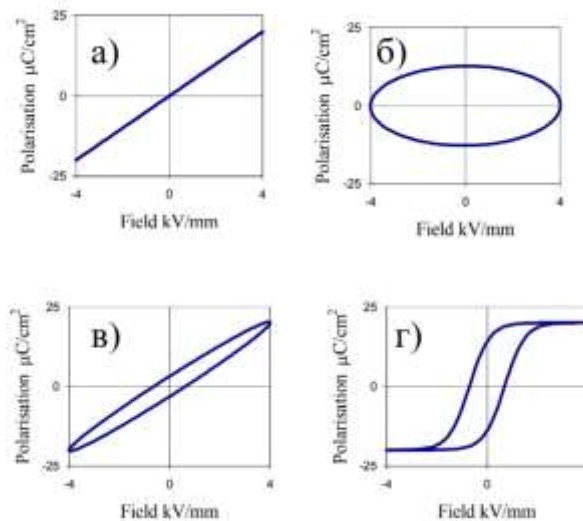 а)
Polarisation μC/cm²
25
0
-25
-4
0
4
Field kV/mm
б)
Polarisation μC/cm²
25
0
-25
-4
0
4
Field kV/mm
в)
Polarisation μC/cm²
25
0
-25
-4
0
4
Field kV/mm
г)
Polarisation μC/cm²
25
0
-25
-4
0
Field kV/mm